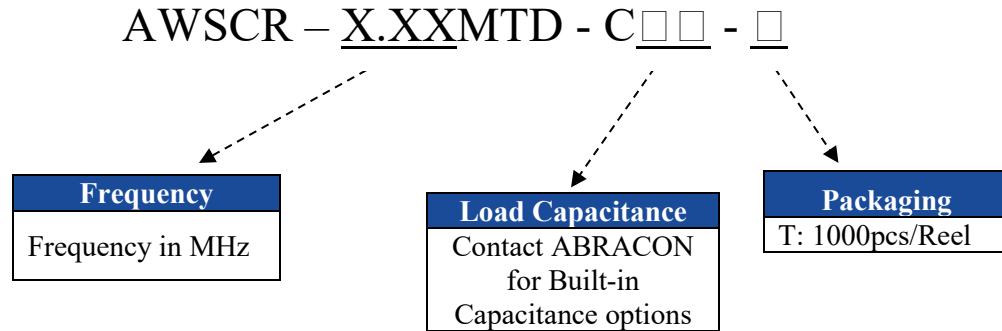 AWSCR – X.XXMTD - C□□ - □
Frequency
Frequency in MHz
Load Capacitance
Contact ABRACON
for Built-in
Capacitance options
Packaging
T: 1000pcs/Reel